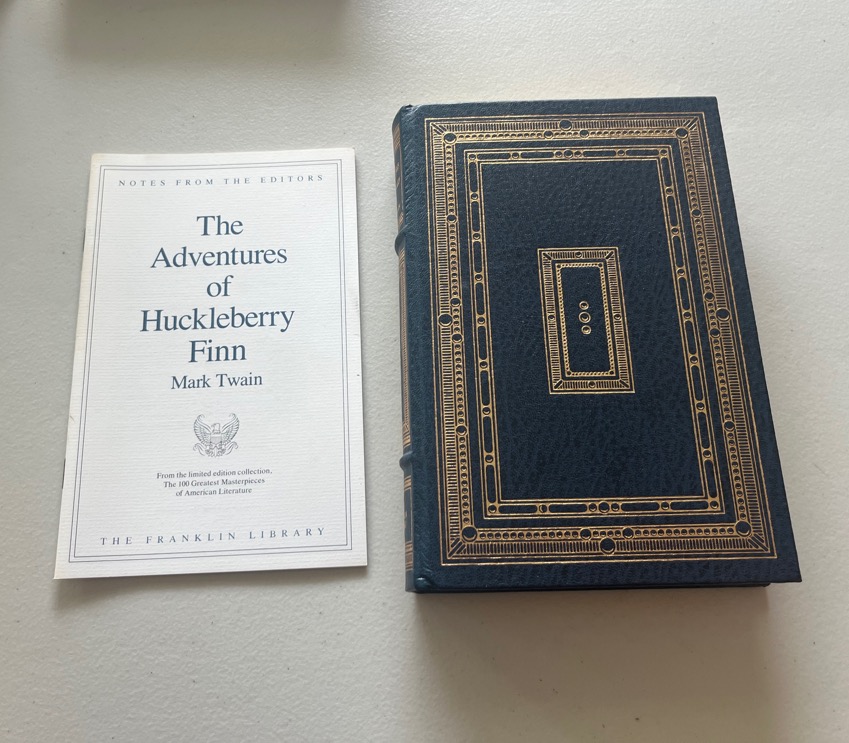 NOTES FROM THE EDITORS
The
Adventures
of
Huckleberry
Finn
Mark Twain
From the limited edition collection,
The 100 Greatest Masterpieces
of American Literature
THE FRANKLIN LIBRARY